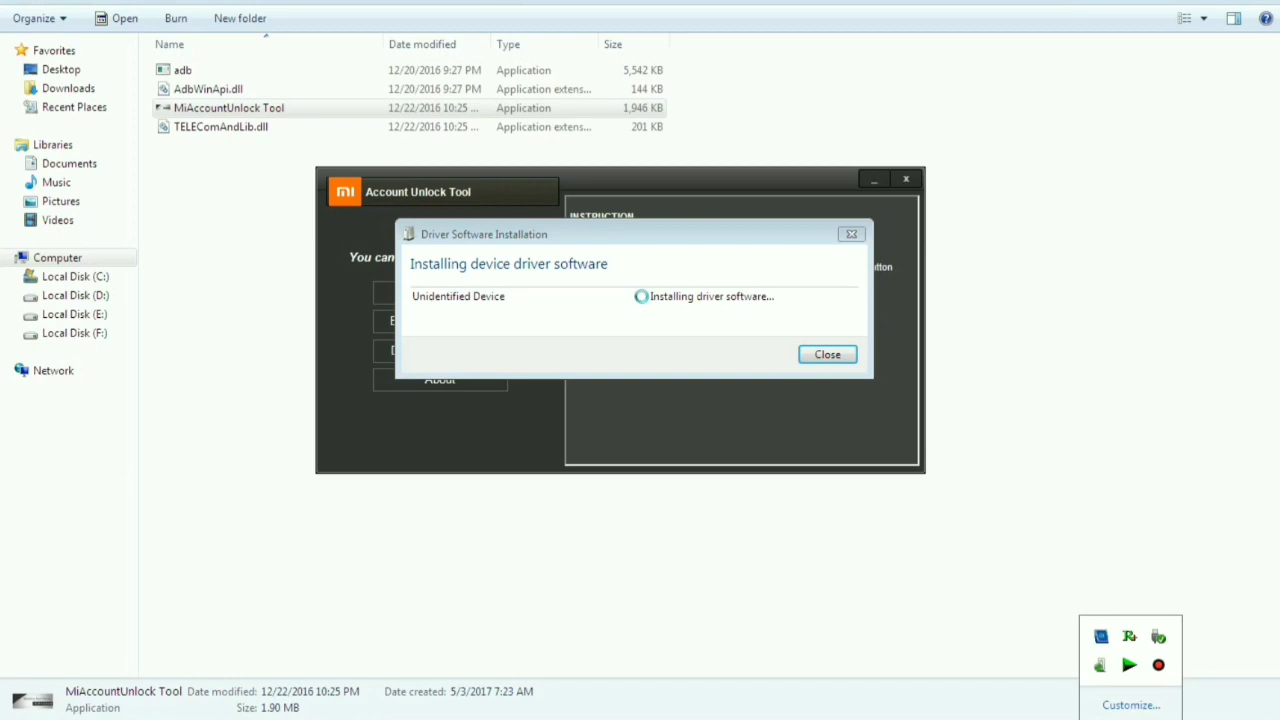 Organize Open Burn New folder
Name Date modified Type Size
Favorites
Desktop
Downloads
Recent Places
Libraries
Documents
Music
Pictures
Videos
Computer
Local Disk (C:)
Local Disk (D:)
Local Disk (E:)
Local Disk (F:)
Network
adb 12/20/2016 9:27 PM Application 5,542 KB
AdbWinApi.dll 12/20/2016 9:27 PM Application extens... 144 KB
MiAccountUnlock Tool 12/22/2016 10:25 ... Application 1,946 KB
TELEComAndLib.dll 12/22/2016 10:25 ... Application extens... 201 KB
mi Account Unlock Tool
_ x
INSTRUCTION
You can
tton
Driver Software Installation
Installing device driver software
Unidentified Device Installing driver software...
Close
About
Customize...
MiAccountUnlock Tool Date modified: 12/22/2016 10:25 PM Date created: 5/3/2017 7:23 AM
Application Size: 1.90 MB